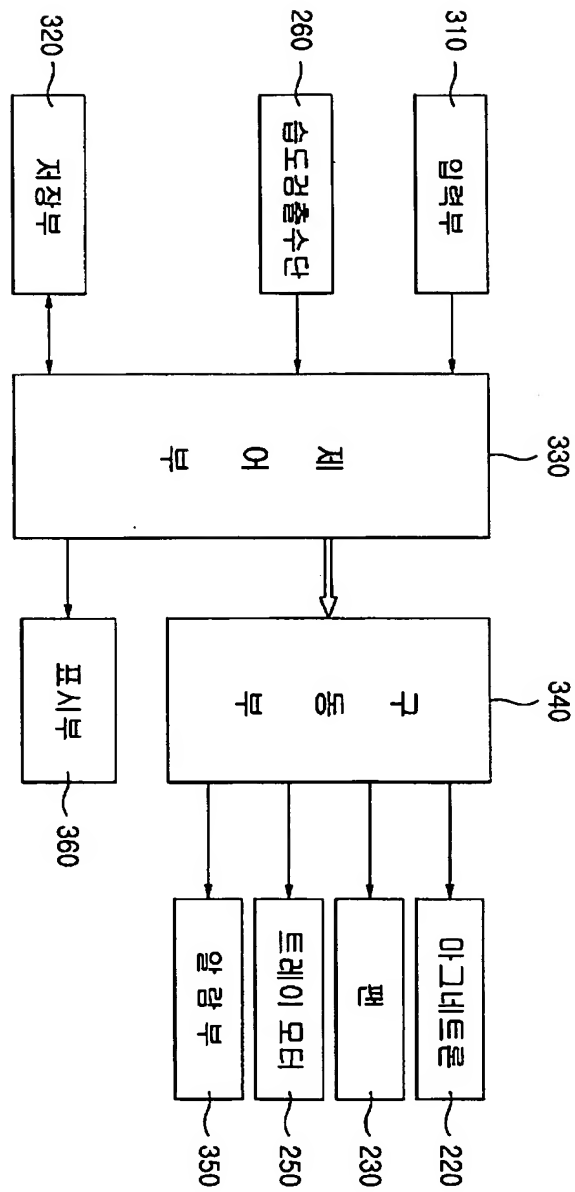 310
입력부
260
습도검출수단
320
저장부
330
제 어 부
340
구 동 부
표시부
360
마그네트롤
220
팬
230
트레이 모터
250
알 람 부
350